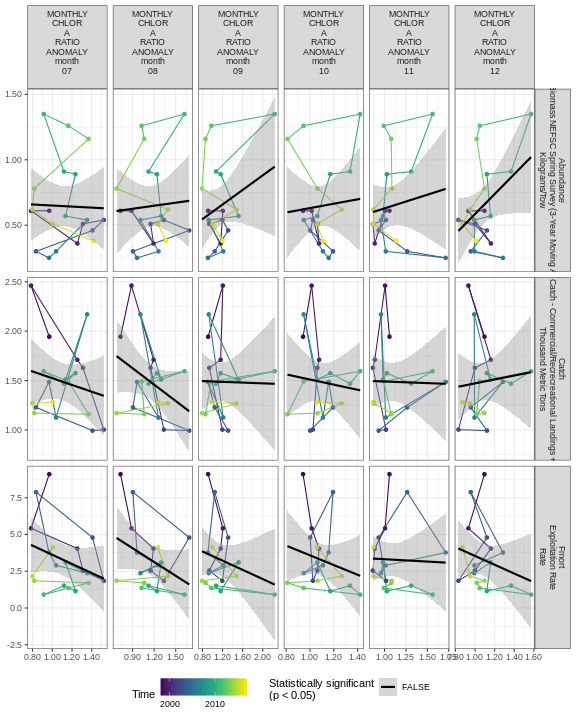 MONTHLY
CHLOR
A
RATIO
ANOMALY
month
07
MONTHLY
CHLOR
A
RATIO
ANOMALY
month
08
MONTHLY
CHLOR
A
RATIO
ANOMALY
month
09
MONTHLY
CHLOR
A
RATIO
ANOMALY
month
10
MONTHLY
CHLOR
A
RATIO
ANOMALY
month
11
MONTHLY
CHLOR
A
RATIO
ANOMALY
month
12
1.50
1.00
0.50
Abundance
Biomass NEFSC Spring Survey (3-Year Moving
Kilograms/Tow
2.50
2.00
1.50
1.00
Catch
Catch - Commercial/Recreational Landings +
Thousand Metric Tons
7.5
5.0
2.5
0.0
-2.5
Fmort
Exploitation Rate
Rate
0.80 1.00 1.20 1.40
0.90 1.20 1.50
0.80 1.20 1.60 2.00
0.80 1.00 1.20 1.40
1.00 1.25 1.50
1.00 1.20 1.40 1.60
Time
2000 2010
Statistically significant
(p < 0.05)
FALSE